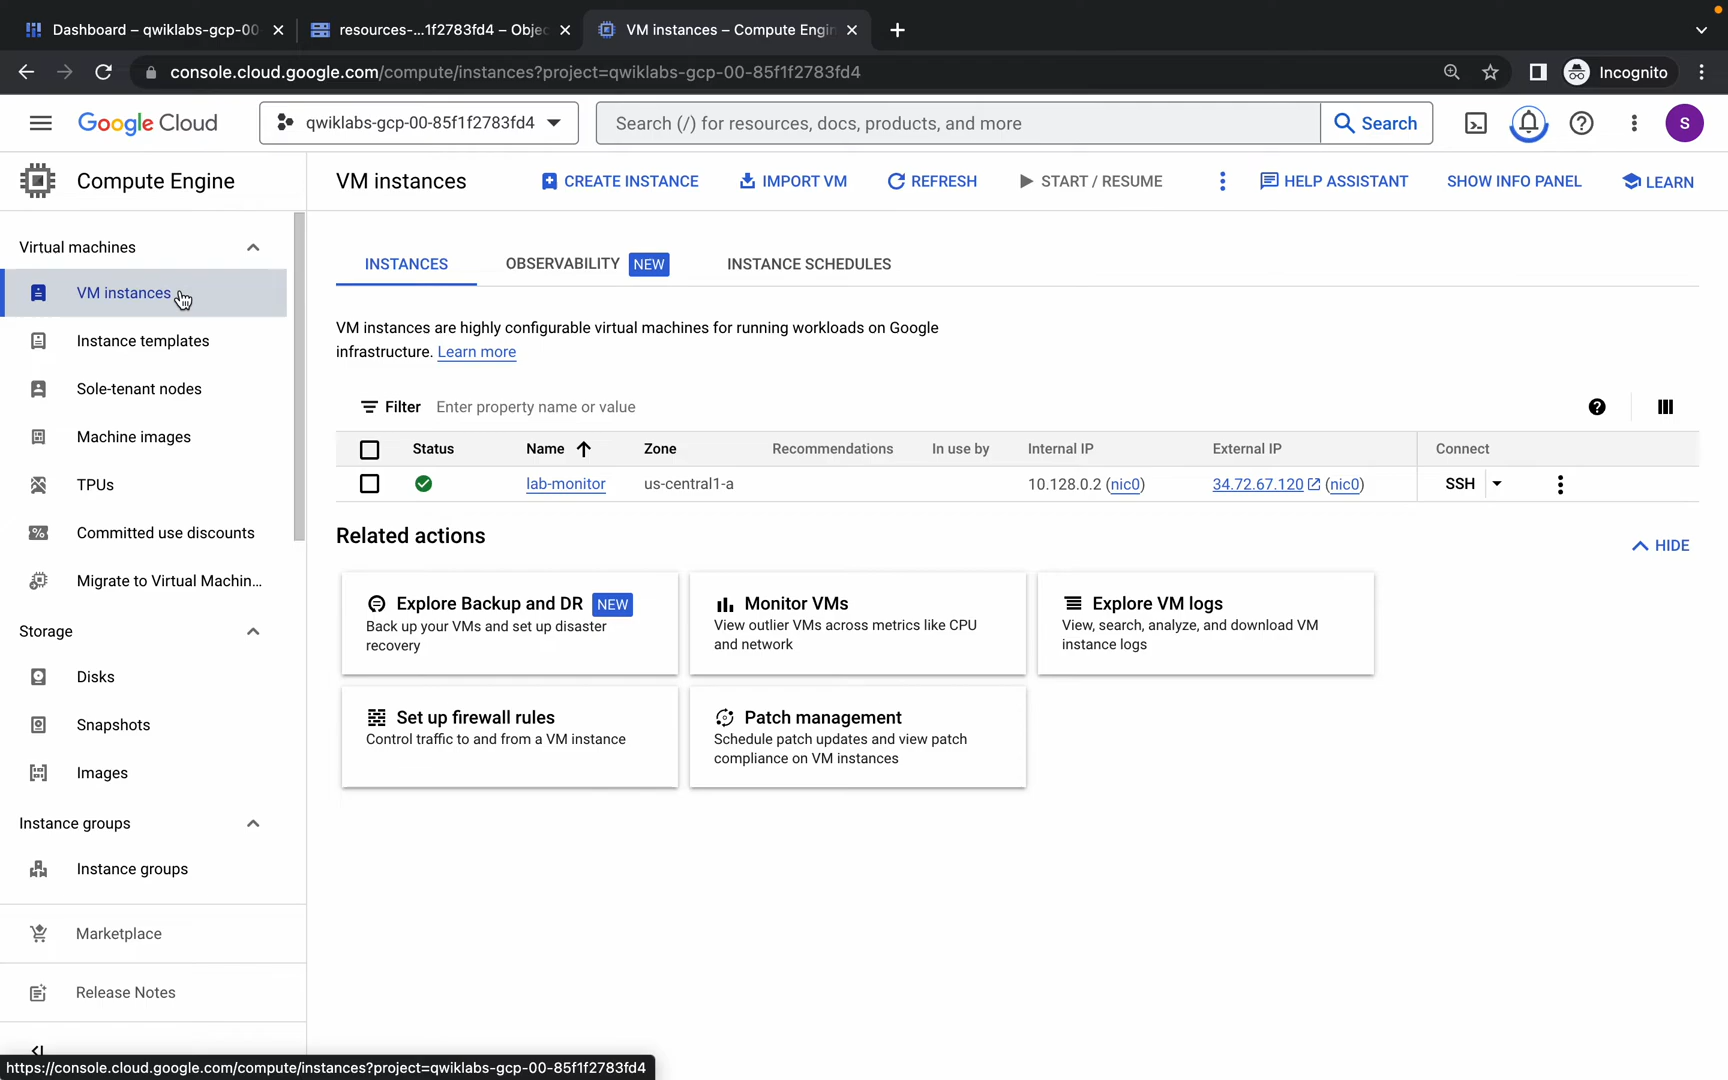 Dashboard – qwiklabs-gcp-00
resources-...1f2783fd4 – Objec
VM instances – Compute Engin
console.cloud.google.com/compute/instances?project=qwiklabs-gcp-00-85f1f2783fd4
Incognito
Google Cloud
qwiklabs-gcp-00-85f1f2783fd4
Search (/) for resources, docs, products, and more
Search
S
Compute Engine
VM instances
CREATE INSTANCE
IMPORT VM
REFRESH
START / RESUME
HELP ASSISTANT
SHOW INFO PANEL
LEARN
Virtual machines
VM instances
Instance templates
Sole-tenant nodes
Machine images
TPUs
Committed use discounts
Migrate to Virtual Machin...
Storage
Disks
Snapshots
Images
Instance groups
Instance groups
Marketplace
Release Notes
INSTANCES
OBSERVABILITY NEW
INSTANCE SCHEDULES
VM instances are highly configurable virtual machines for running workloads on Google
infrastructure. Learn more
Filter Enter property name or value
Status Name Zone Recommendations In use by Internal IP External IP Connect
lab-monitor us-central1-a 10.128.0.2 (nic0) 34.72.67.120 (nic0) SSH
Related actions
HIDE
Explore Backup and DR NEW
Back up your VMs and set up disaster
recovery
Monitor VMs
View outlier VMs across metrics like CPU
and network
Explore VM logs
View, search, analyze, and download VM
instance logs
Set up firewall rules
Control traffic to and from a VM instance
Patch management
Schedule patch updates and view patch
compliance on VM instances
https://console.cloud.google.com/compute/instances?project=qwiklabs-gcp-00-85f1f2783fd4